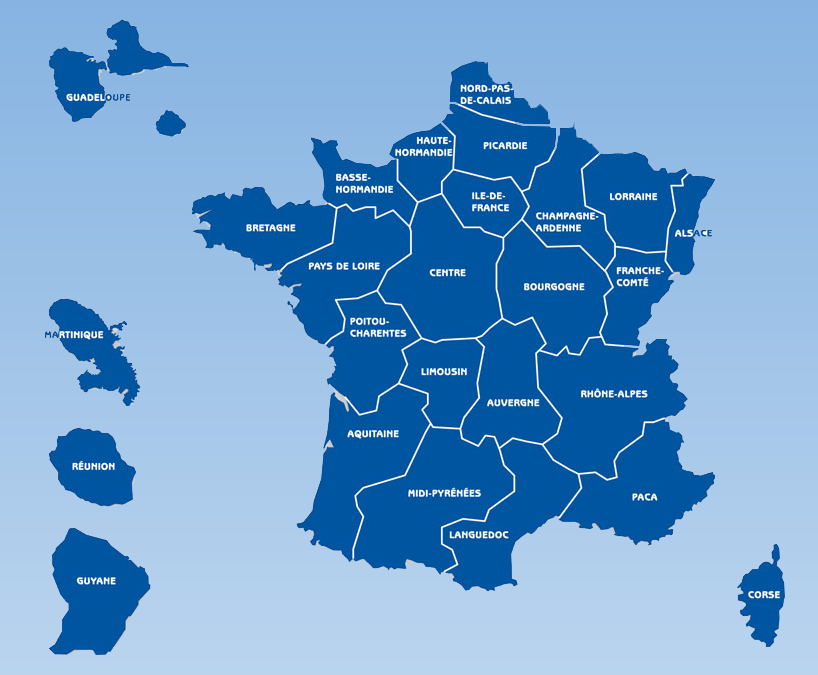 GUADELOUPE
NORD-PAS-
DE-CALAIS
HAUTE-
NORMANDIE
PICARDIE
BASSE-
NORMANDIE
ILE-DE-
FRANCE
LORRAINE
CHAMPAGNE-
ARDENNE
BRETAGNE
ALSACE
PAYS DE LOIRE
CENTRE
FRANCHE-
COMTÉ
BOURGOGNE
MARTINIQUE
POITOU-
CHARENTES
LIMOUSIN
AUVERGNE
RHÔNE-ALPES
AQUITAINE
RÉUNION
MIDI-PYRÉNÉES
PACA
LANGUEDOC
GUYANE
CORSE